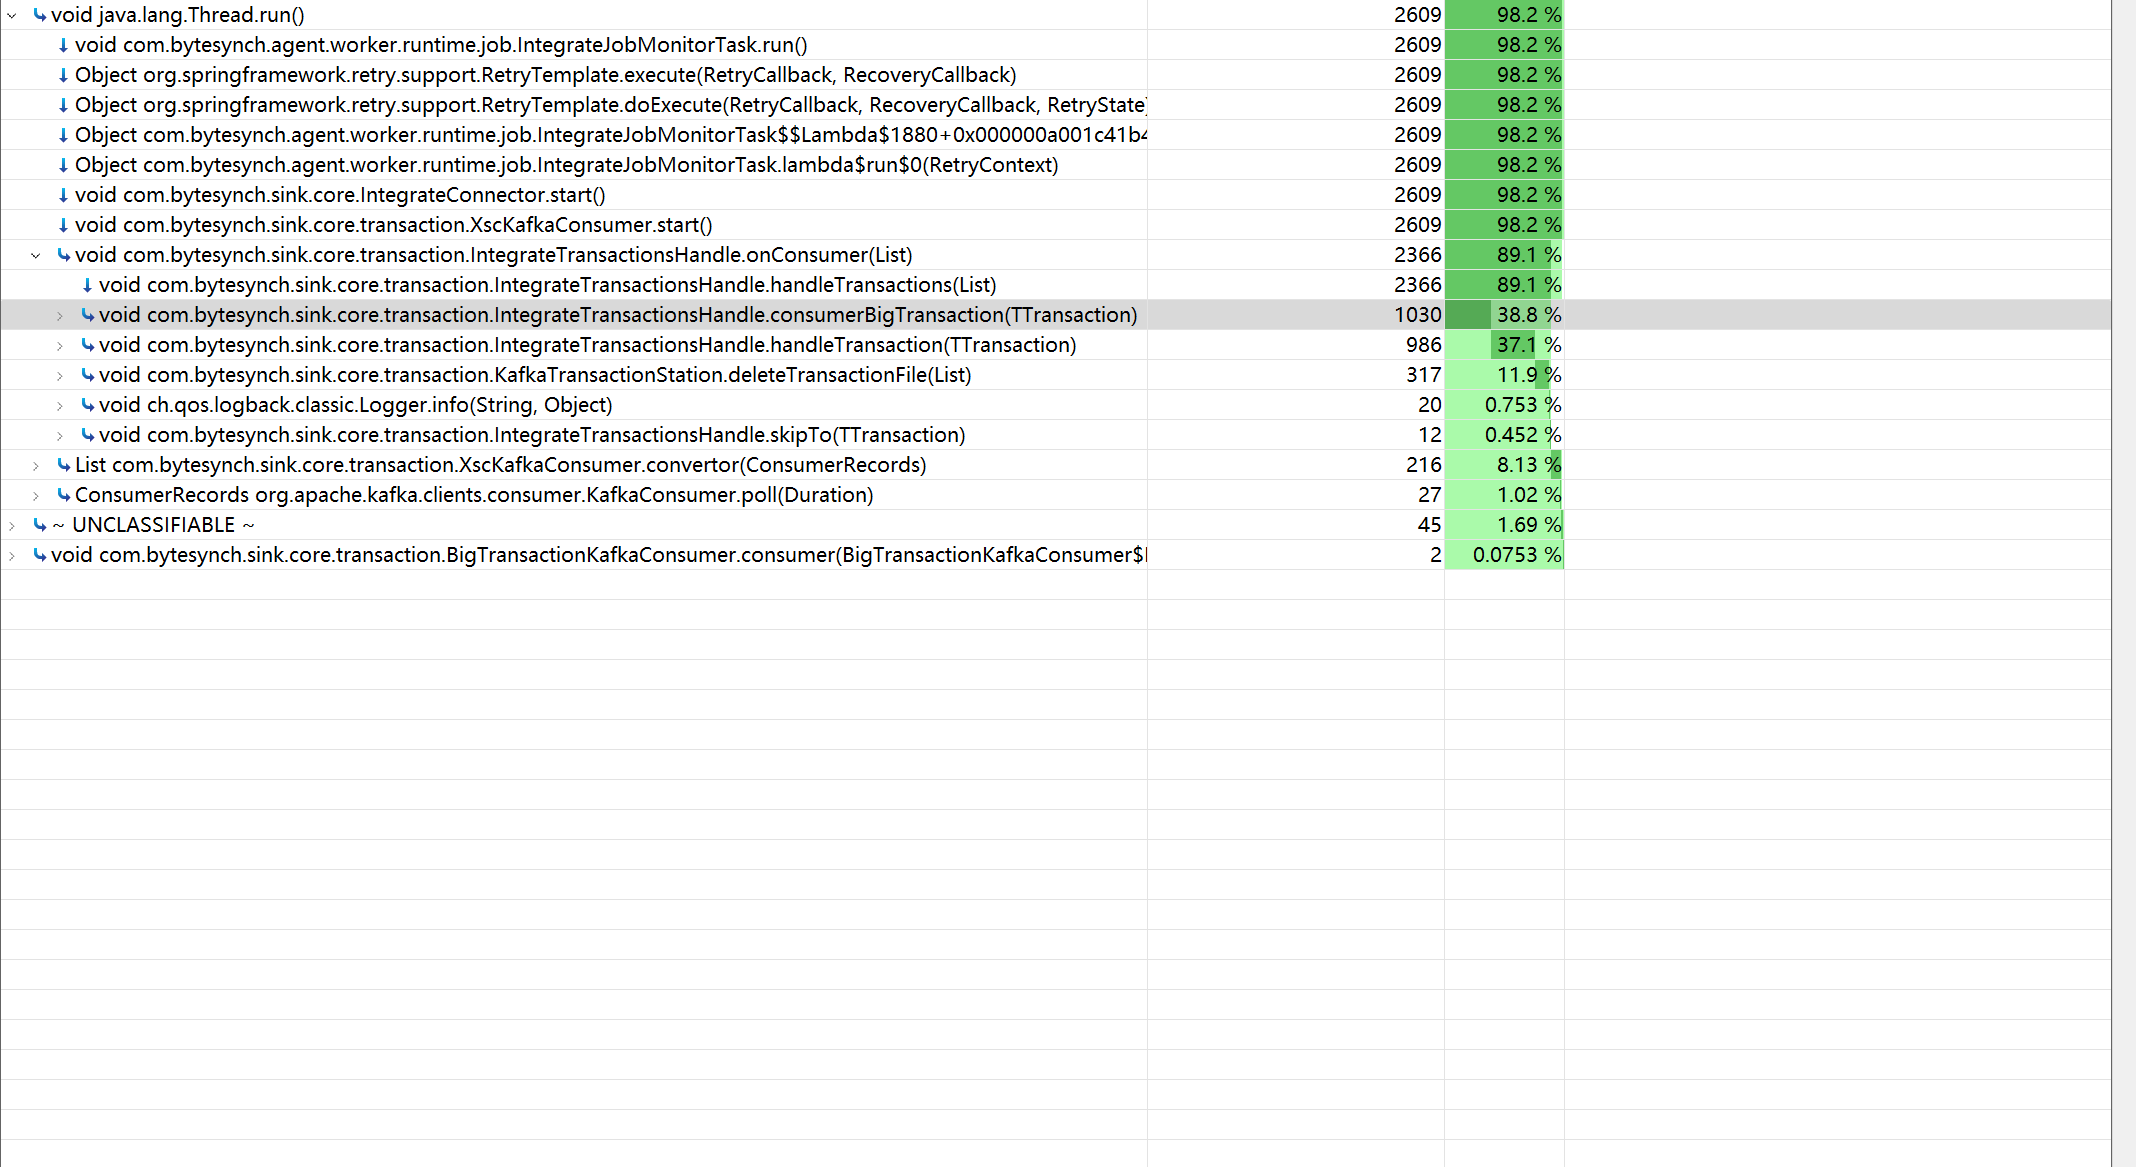 void java.lang.Thread.run() 2609 98.2 %
void com.bytesynch.agent.worker.runtime.job.IntegrateJobMonitorTask.run() 2609 98.2 %
Object org.springframework.retry.support.RetryTemplate.execute(RetryCallback, RecoveryCallback) 2609 98.2 %
Object org.springframework.retry.support.RetryTemplate.doExecute(RetryCallback, RecoveryCallback, RetryState) 2609 98.2 %
Object com.bytesynch.agent.worker.runtime.job.IntegrateJobMonitorTask$$Lambda$1880+0x000000a001c41b4 2609 98.2 %
Object com.bytesynch.agent.worker.runtime.job.IntegrateJobMonitorTask.lambda$run$0(RetryContext) 2609 98.2 %
void com.bytesynch.sink.core.IntegrateConnector.start() 2609 98.2 %
void com.bytesynch.sink.core.transaction.XscKafkaConsumer.start() 2609 98.2 %
void com.bytesynch.sink.core.transaction.IntegrateTransactionsHandle.onConsumer(List) 2366 89.1 %
void com.bytesynch.sink.core.transaction.IntegrateTransactionsHandle.handleTransactions(List) 2366 89.1 %
void com.bytesynch.sink.core.transaction.IntegrateTransactionsHandle.consumerBigTransaction(TTransaction) 1030 38.8 %
void com.bytesynch.sink.core.transaction.IntegrateTransactionsHandle.handleTransaction(TTransaction) 986 37.1 %
void com.bytesynch.sink.core.transaction.KafkaTransactionStation.deleteTransactionFile(List) 317 11.9 %
void ch.qos.logback.classic.Logger.info(String, Object) 20 0.753 %
void com.bytesynch.sink.core.transaction.IntegrateTransactionsHandle.skipTo(TTransaction) 12 0.452 %
List com.bytesynch.sink.core.transaction.XscKafkaConsumer.convertor(ConsumerRecords) 216 8.13 %
ConsumerRecords org.apache.kafka.clients.consumer.KafkaConsumer.poll(Duration) 27 1.02 %
~ UNCLASSIFIABLE ~ 45 1.69 %
void com.bytesynch.sink.core.transaction.BigTransactionKafkaConsumer.consumer(BigTransactionKafkaConsumer$ 2 0.0753 %